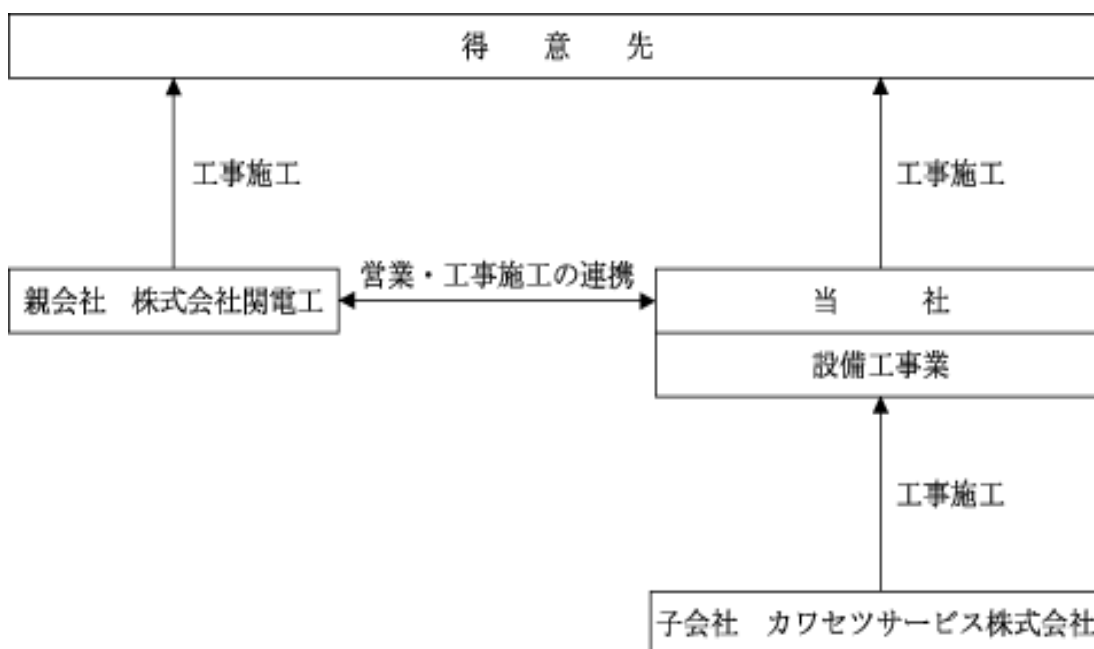 得意先
工事施工
工事施工
営業・工事施工の連携
親会社 株式会社関電工
当社
設備工事業
工事施工
子会社 カワセツサービス株式会社